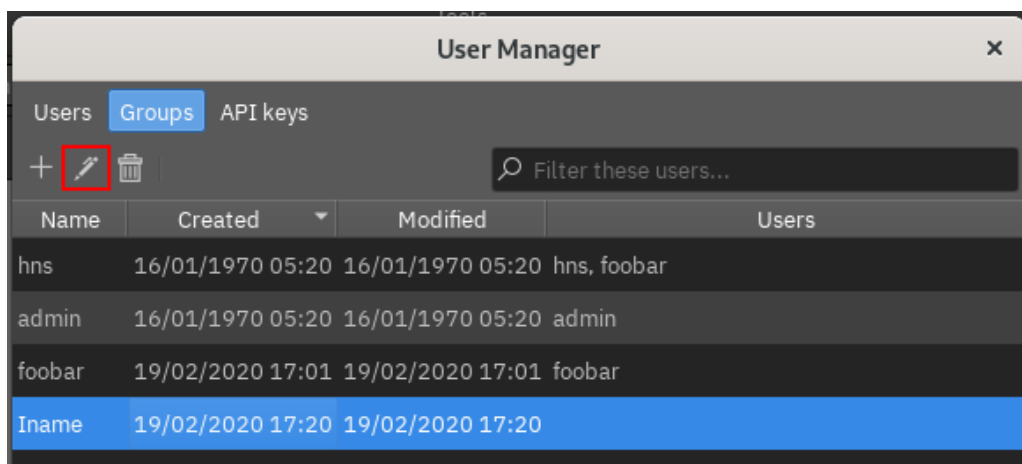 User Manager ×
Users Groups API keys
Filter these users...
Name Created Modified Users
hns 16/01/1970 05:20 16/01/1970 05:20 hns, foobar
admin 16/01/1970 05:20 16/01/1970 05:20 admin
foobar 19/02/2020 17:01 19/02/2020 17:01 foobar
Iname 19/02/2020 17:20 19/02/2020 17:20